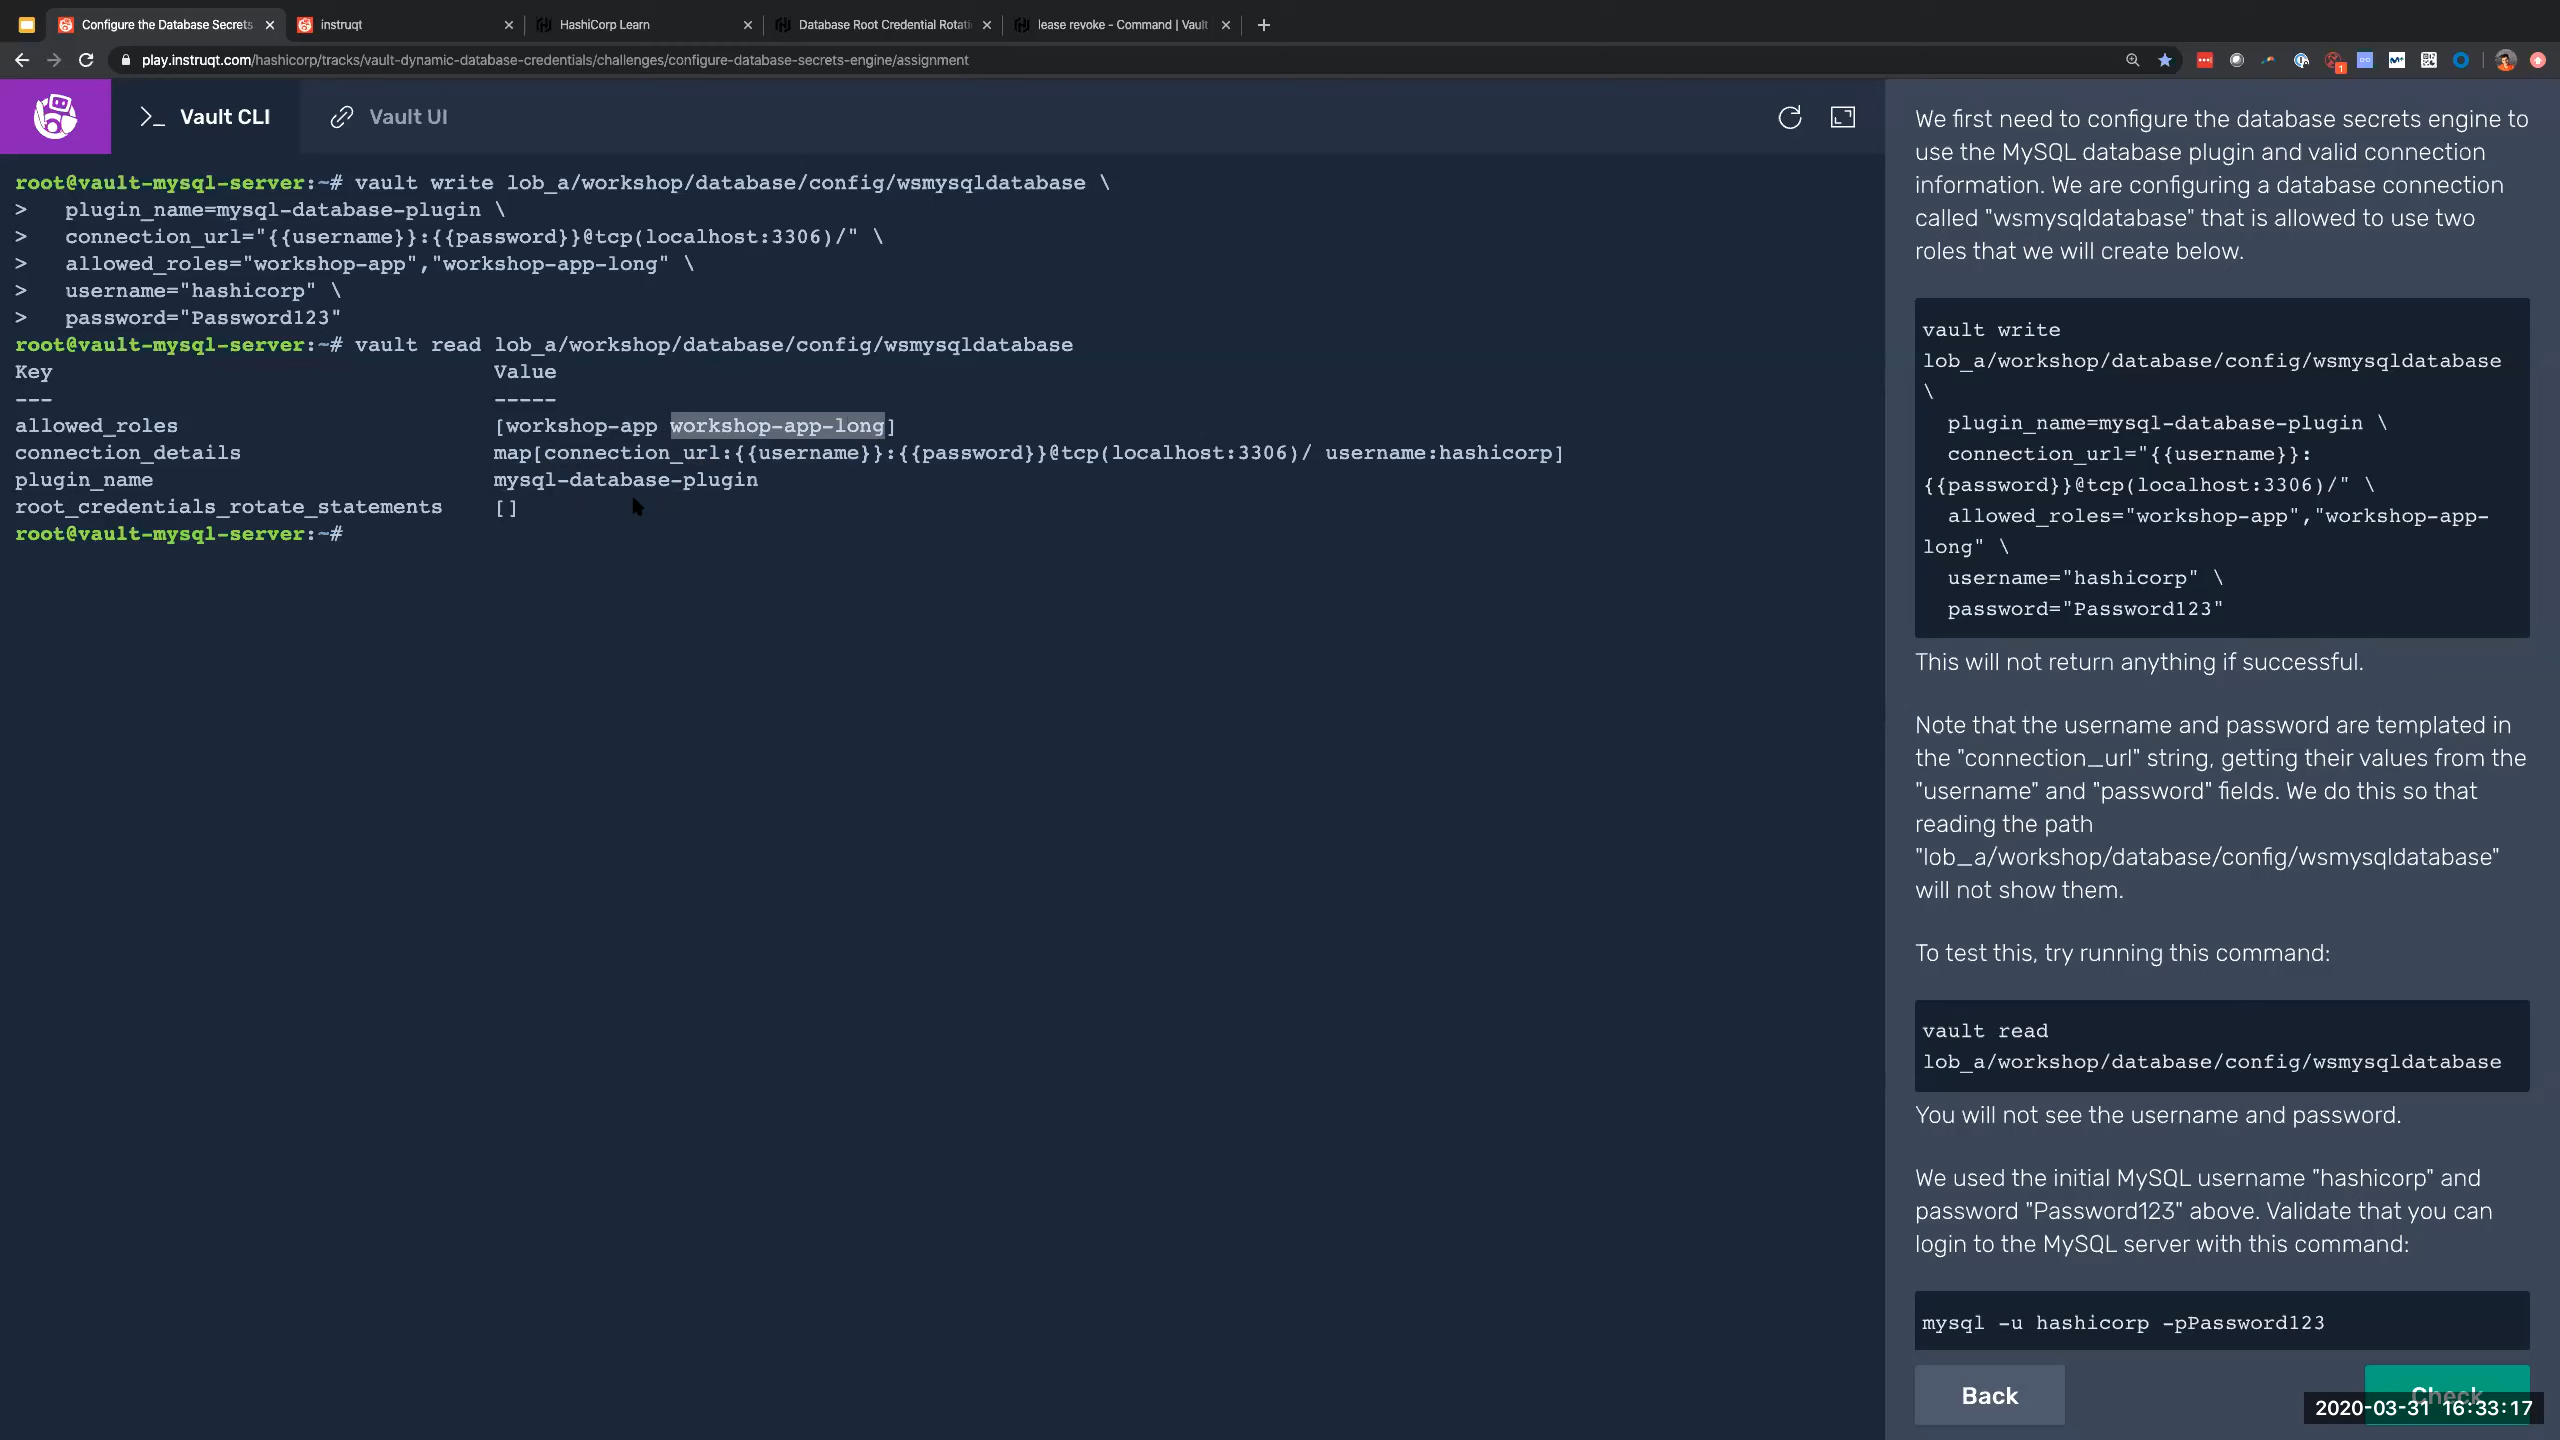 Configure the Database Secrets
instruqt
HashiCorp Learn
Database Root Credential Rotati
lease revoke - Command | Vault
play.instruqt.com/hashicorp/tracks/vault-dynamic-database-credentials/challenges/configure-database-secrets-engine/assignment
Vault CLI
Vault UI
root@vault-mysql-server:~# vault write lob_a/workshop/database/config/wsmysqldatabase \
>   plugin_name=mysql-database-plugin \
>   connection_url="{{username}}:{{password}}@tcp(localhost:3306)/" \
>   allowed_roles="workshop-app","workshop-app-long" \
>   username="hashicorp" \
>   password="Password123"
root@vault-mysql-server:~# vault read lob_a/workshop/database/config/wsmysqldatabase
Key Value
--- -----
allowed_roles [workshop-app workshop-app-long]
connection_details map[connection_url:{{username}}:{{password}}@tcp(localhost:3306)/ username:hashicorp]
plugin_name mysql-database-plugin
root_credentials_rotate_statements []
root@vault-mysql-server:~#
We first need to configure the database secrets engine to
use the MySQL database plugin and valid connection
information. We are configuring a database connection
called "wsmysqldatabase" that is allowed to use two
roles that we will create below.
vault write
lob_a/workshop/database/config/wsmysqldatabase
\
plugin_name=mysql-database-plugin \
connection_url="{{username}}:
{{password}}@tcp(localhost:3306)/" \
allowed_roles="workshop-app","workshop-app-
long" \
username="hashicorp" \
password="Password123"
This will not return anything if successful.
Note that the username and password are templated in
the "connection_url" string, getting their values from the
"username" and "password" fields. We do this so that
reading the path
"lob_a/workshop/database/config/wsmysqldatabase"
will not show them.
To test this, try running this command:
vault read
lob_a/workshop/database/config/wsmysqldatabase
You will not see the username and password.
We used the initial MySQL username "hashicorp" and
password "Password123" above. Validate that you can
login to the MySQL server with this command:
mysql -u hashicorp -pPassword123
Back
Check
2020-03-31 16:33:17